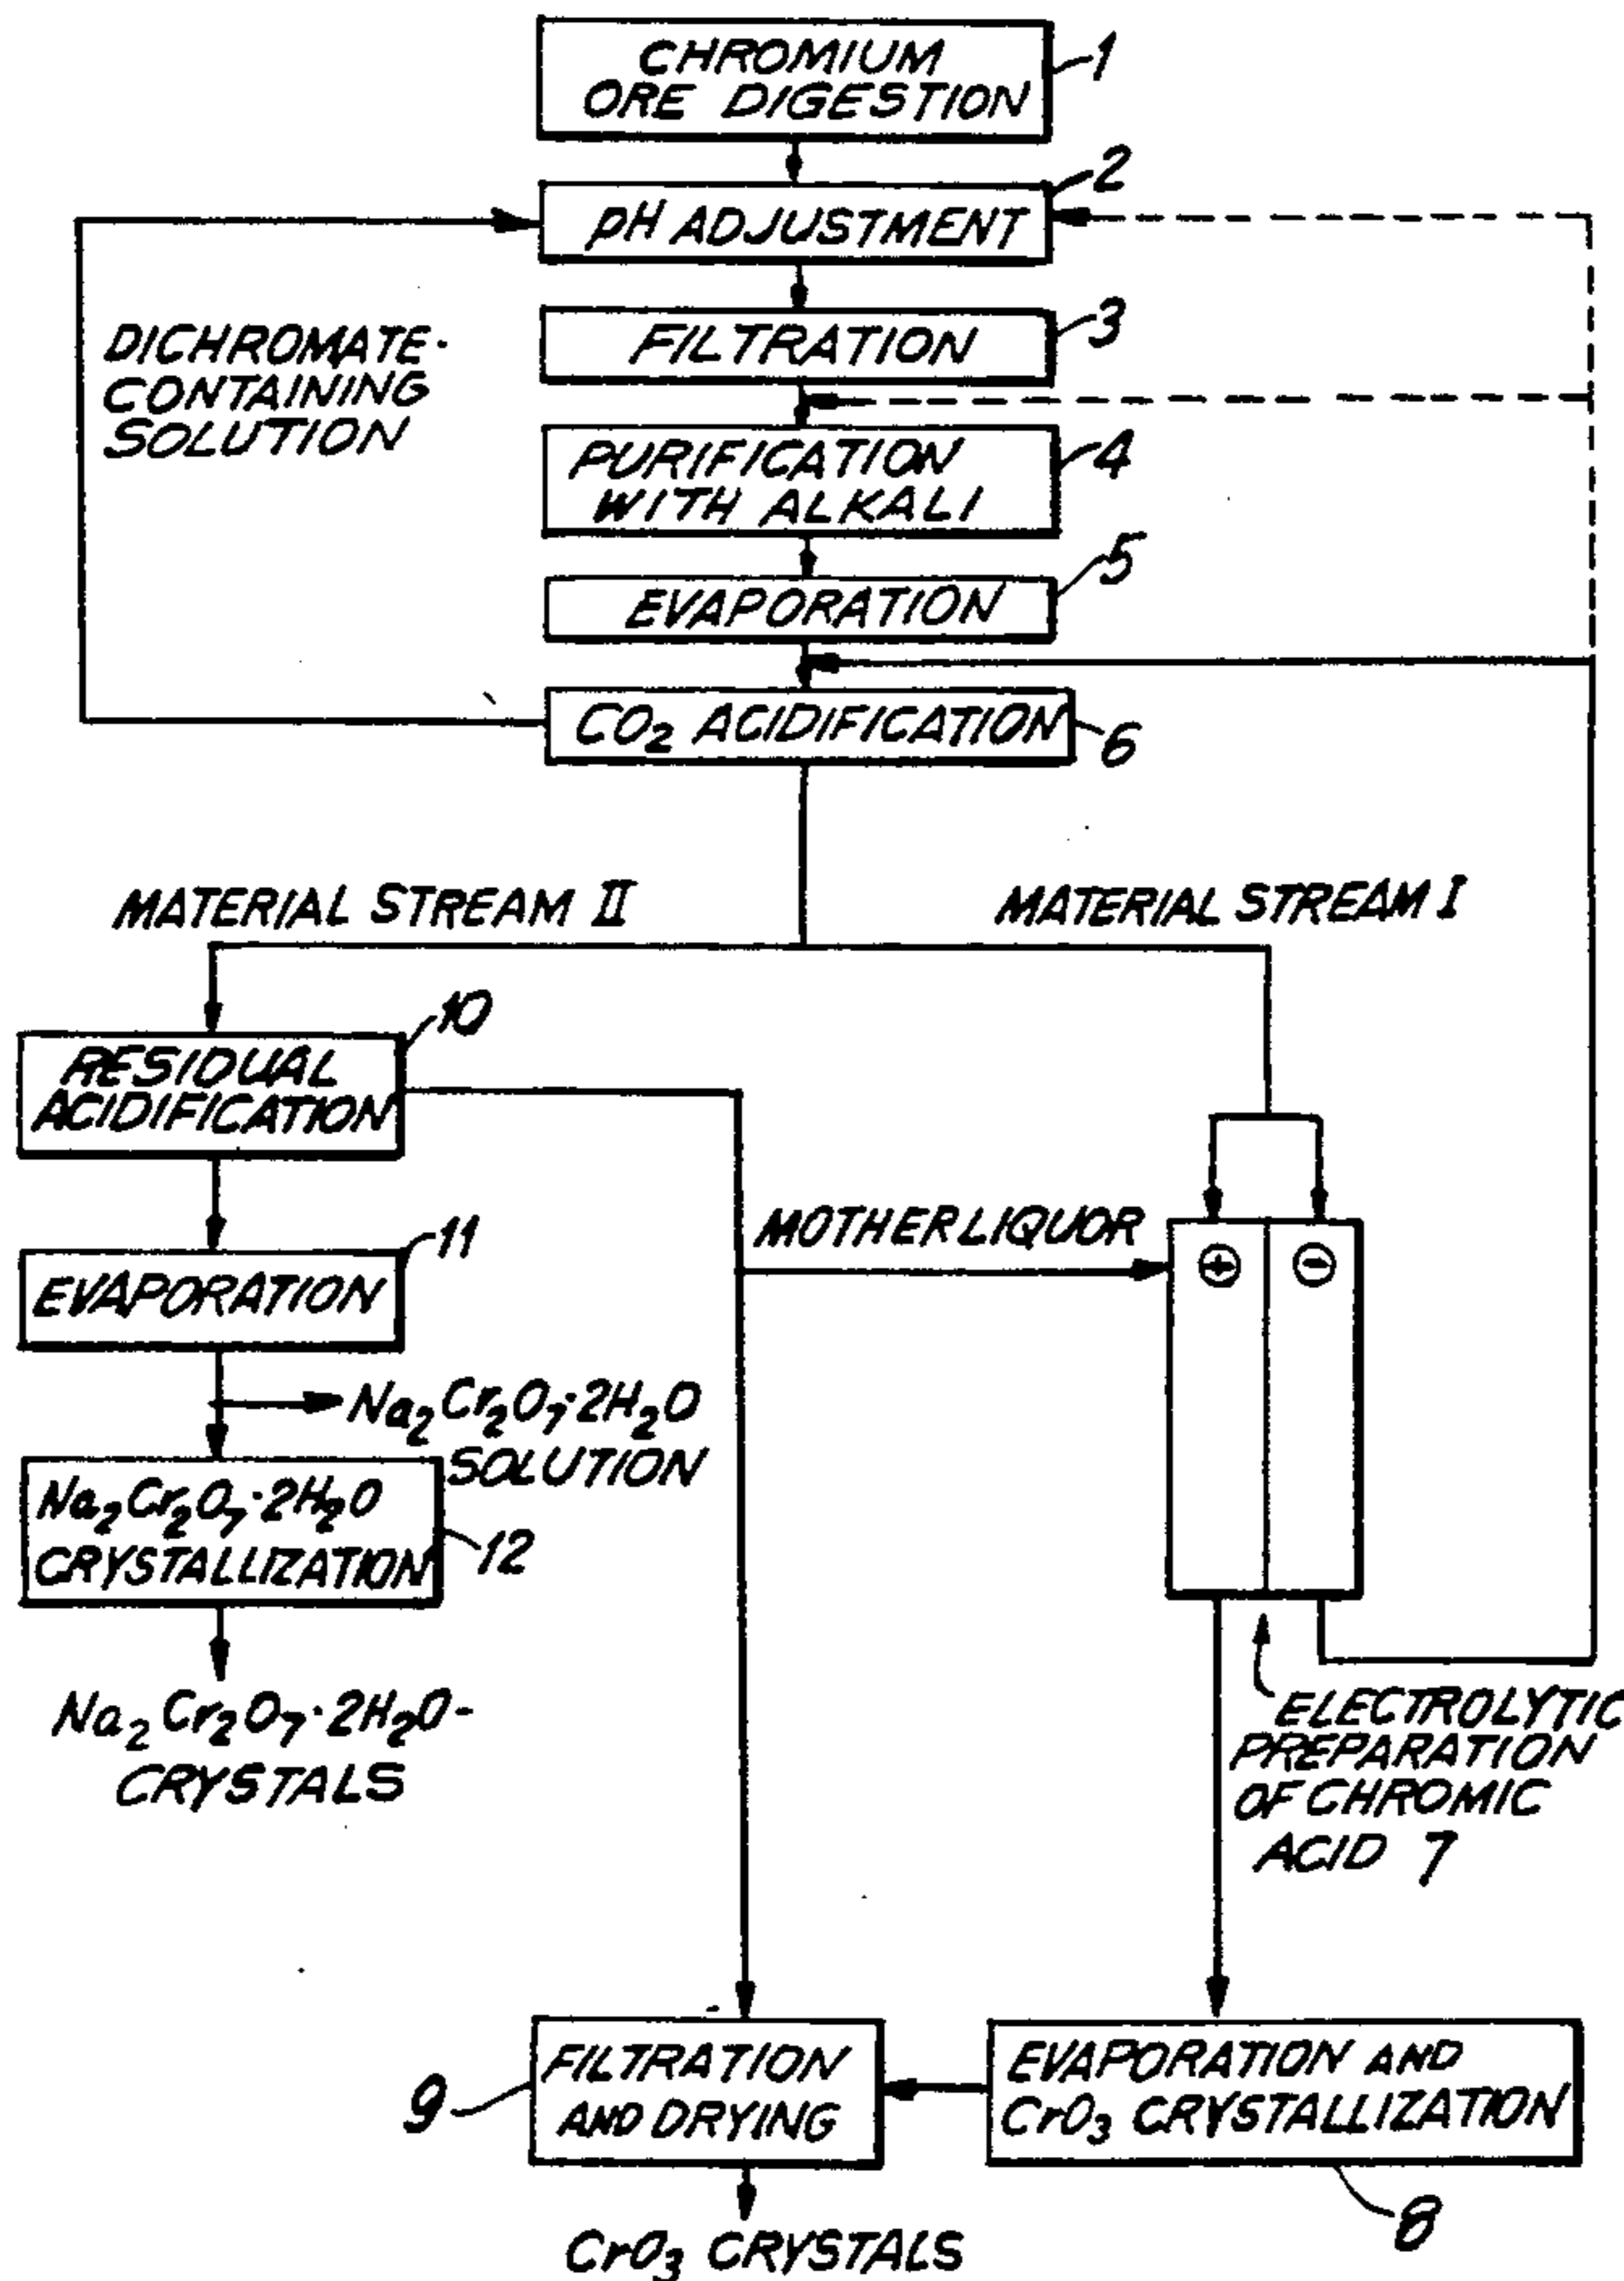 CHROMIUM
ORE DIGESTION
1
pH ADJUSTMENT
2
FILTRATION
3
DICHROMATE-
CONTAINING
SOLUTION
PURIFICATION
WITH ALKALI
4
EVAPORATION
5
CO₂ ACIDIFICATION
6
MATERIAL STREAM II
MATERIAL STREAM I
RESIDUAL
ACIDIFICATION
10
EVAPORATION
11
MOTHER LIQUOR
+
-
Na₂Cr₂O₇·2H₂O
SOLUTION
Na₂Cr₂O₇·2H₂O
CRYSTALLIZATION
12
Na₂Cr₂O₇·2H₂O-
CRYSTALS
ELECTROLYTIC
PREPARATION
OF CHROMIC
ACID 7
FILTRATION
AND DRYING
9
EVAPORATION AND
CrO₃ CRYSTALLIZATION
8
CrO₃ CRYSTALS